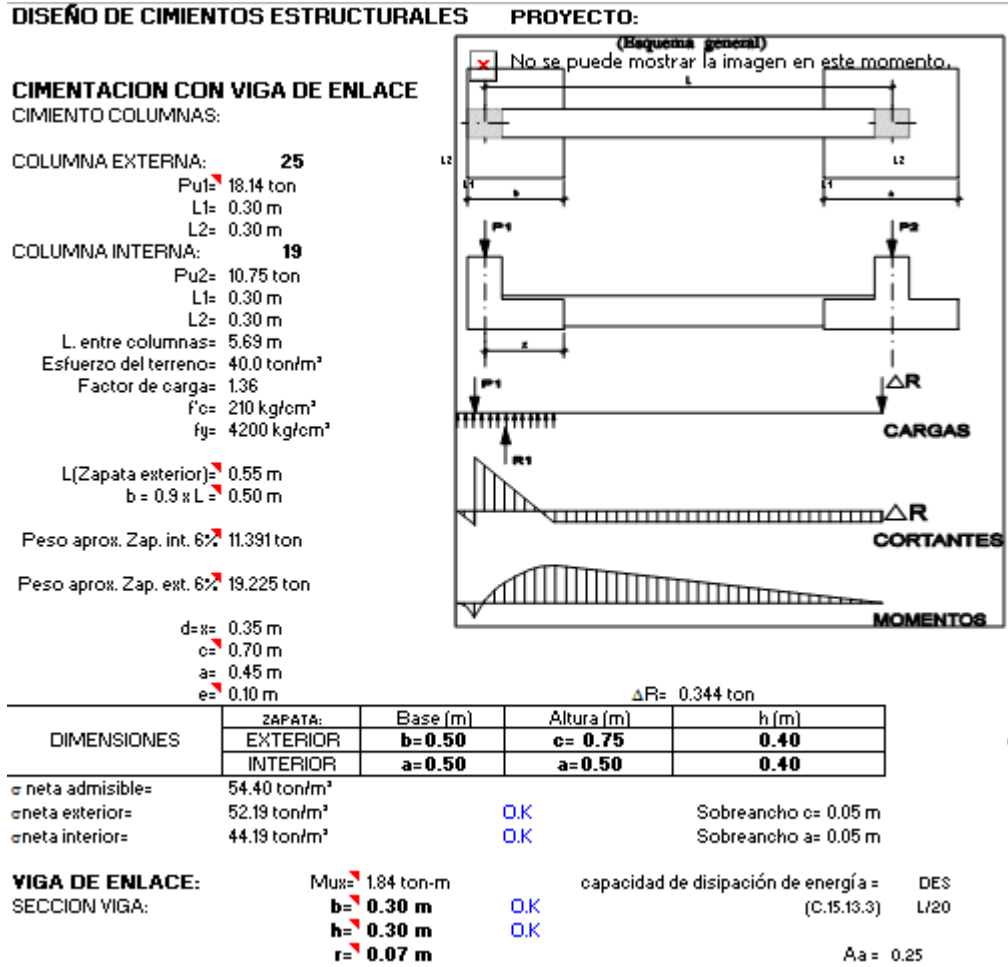 DISEÑO DE CIMIENTOS ESTRUCTURALES PROYECTO:
(Esquema general)
No se puede mostrar la imagen en este momento.
CIMENTACION CON VIGA DE ENLACE
CIMIENTO COLUMNAS:
L
COLUMNA EXTERNA: 25
L2
L2
Pu1= 18.14 ton
L1
b
L1
a
L1= 0.30 m
L2= 0.30 m
P1
P2
COLUMNA INTERNA: 19
Pu2= 10.75 ton
L1= 0.30 m
L2= 0.30 m
L. entre columnas= 5.69 m
x
Esfuerzo del terreno= 40.0 ton/m²
Factor de carga= 1.36
P1
△R
f'c= 210 kg/cm²
fy= 4200 kg/cm²
CARGAS
R1
L(Zapata exterior)= 0.55 m
b = 0.9 x L = 0.50 m
△R
CORTANTES
Peso aprox. Zap. int. 6% 11.391 ton
Peso aprox. Zap. ext. 6% 19.225 ton
MOMENTOS
d=x= 0.35 m
c= 0.70 m
a= 0.45 m
e= 0.10 m
△R= 0.344 ton
DIMENSIONES ZAPATA: Base (m) Altura (m) h (m)
EXTERIOR b=0.50 c= 0.75 0.40
INTERIOR a=0.50 a=0.50 0.40
σ neta admisible= 54.40 ton/m²
σneta exterior= 52.19 ton/m² O.K Sobreancho c= 0.05 m
σneta interior= 44.19 ton/m² O.K Sobreancho a= 0.05 m
VIGA DE ENLACE: Mux= 1.84 ton-m capacidad de disipación de energía = DES
SECCION VIGA: b= 0.30 m O.K (C.15.13.3) L/20
h= 0.30 m O.K
r= 0.07 m Aa = 0.25